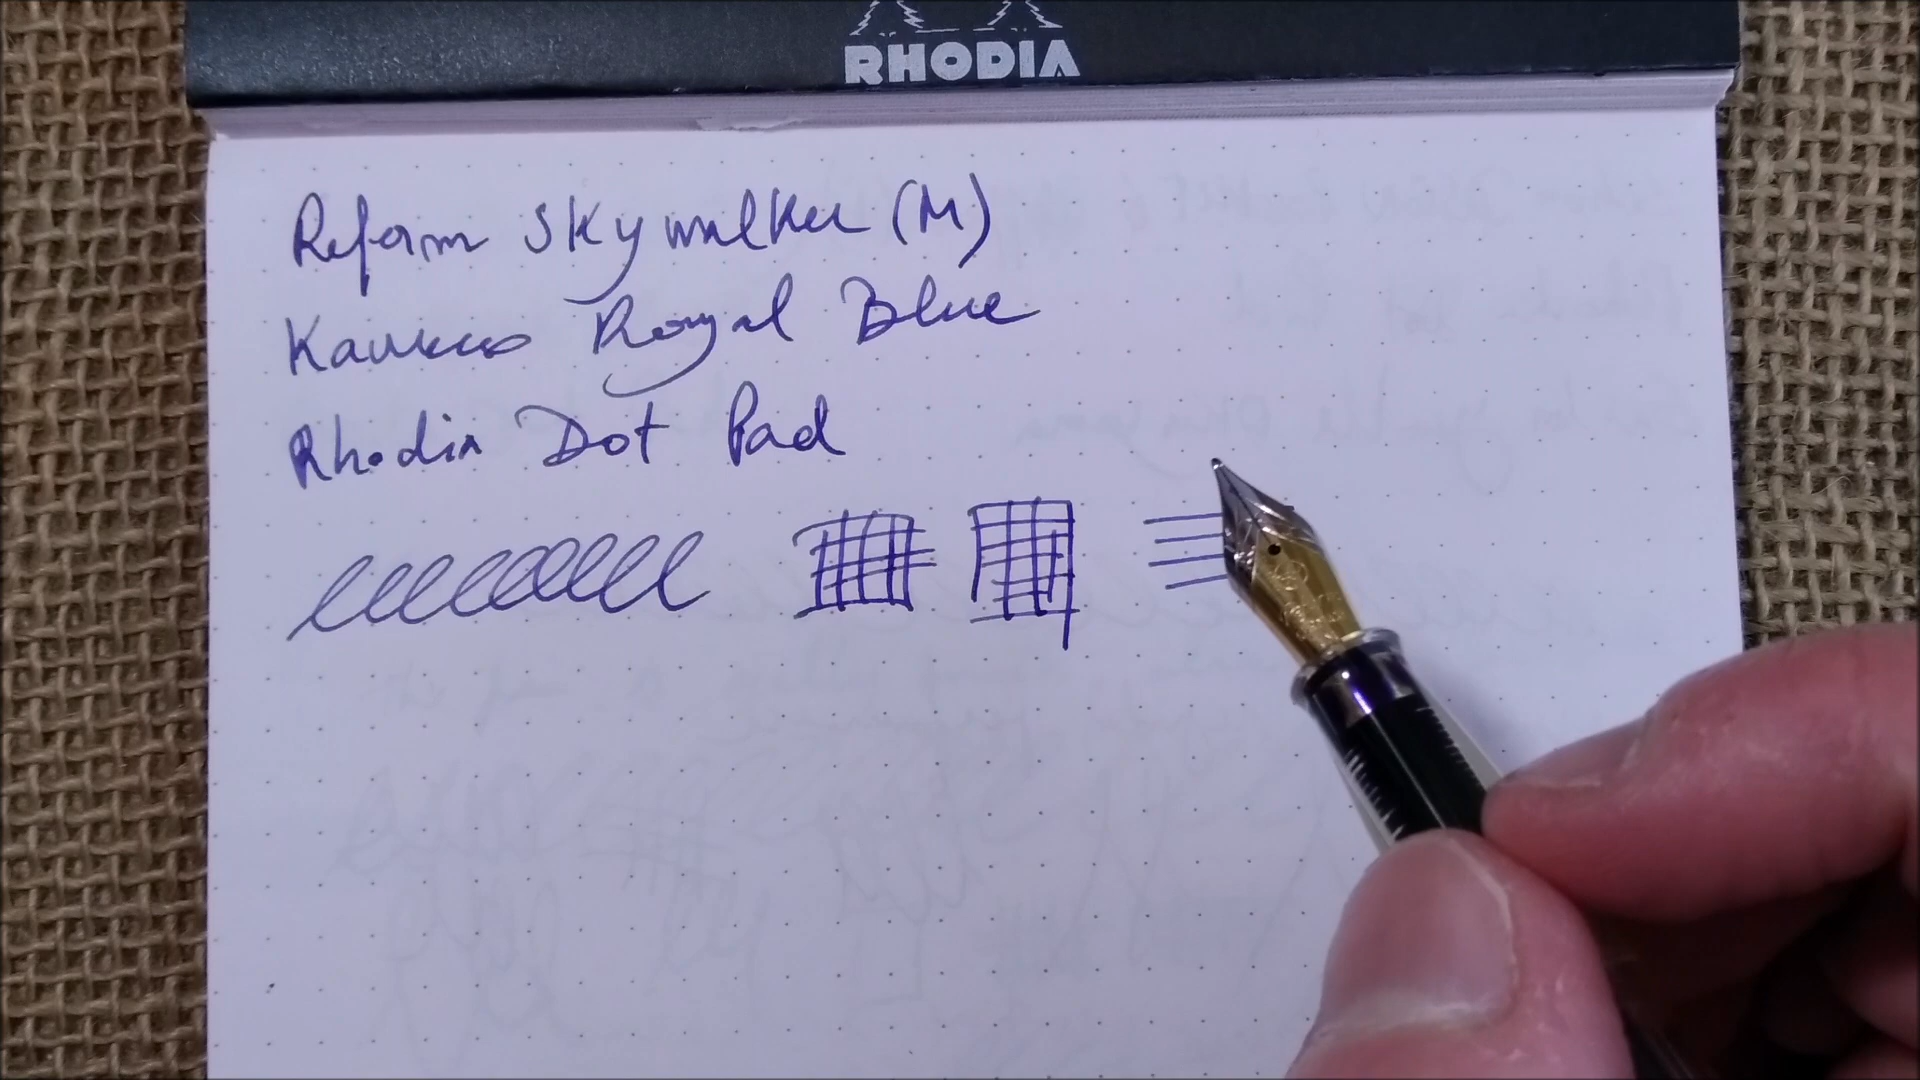 RHODIA
Reform Skywalker (M)
Kaweco Royal Blue
Rhodia Dot Pad